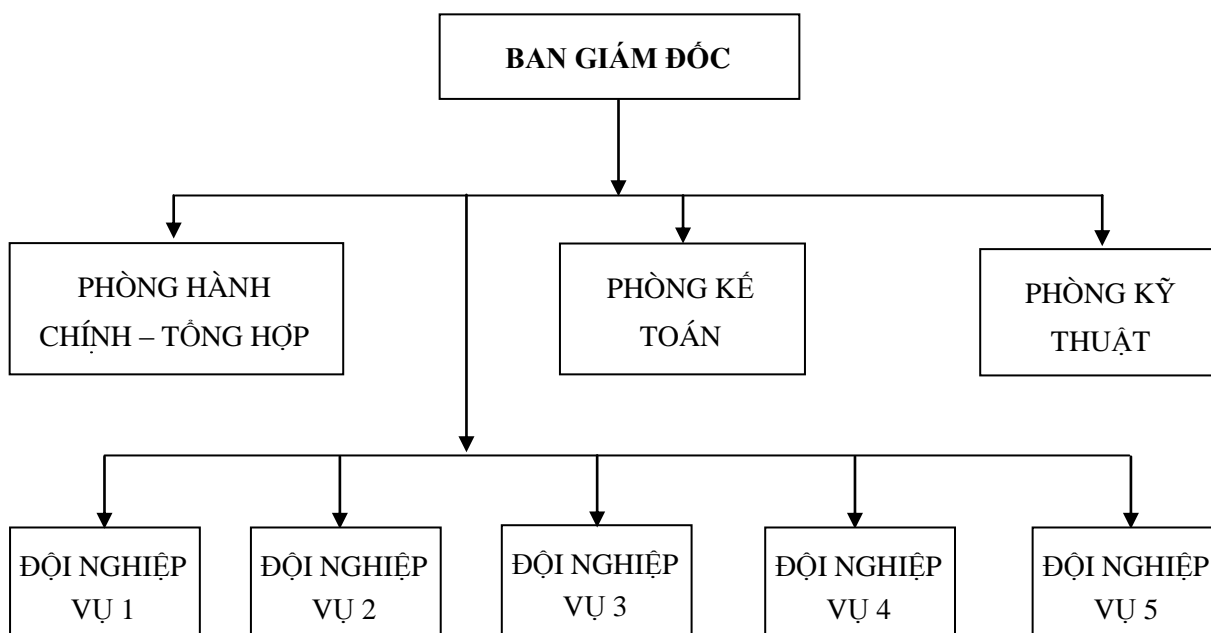 BAN GIÁM ĐỐC
PHÒNG HÀNH
CHÍNH – TỔNG HỢP
PHÒNG KẾ
TOÁN
PHÒNG KỸ
THUẬT
ĐỘI NGHIỆP
VỤ 1
ĐỘI NGHIỆP
VỤ 2
ĐỘI NGHIỆP
VỤ 3
ĐỘI NGHIỆP
VỤ 4
ĐỘI NGHIỆP
VỤ 5